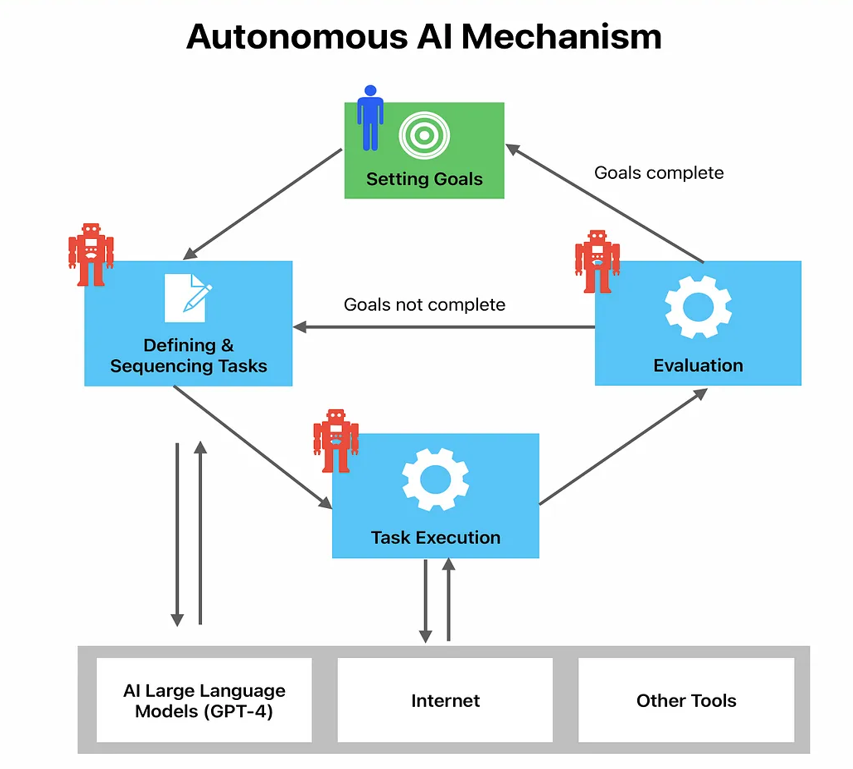 Autonomous AI Mechanism
Setting Goals
Goals complete
Goals not complete
Defining &
Sequencing Tasks
Evaluation
Task Execution
AI Large Language
Models (GPT-4)
Internet
Other Tools